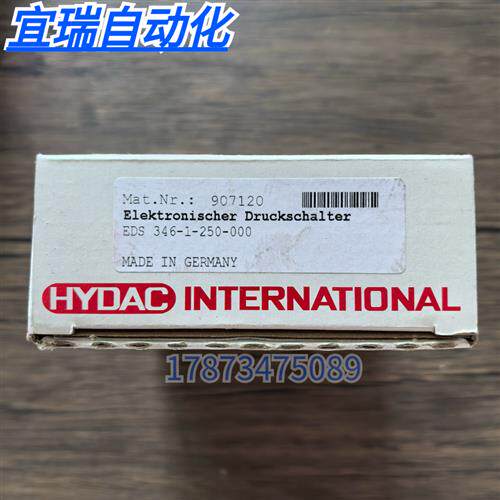 宜瑞自动化
Mat.Nr.: 907120
Elektronischer Druckschalter
EDS 346-1-250-000
MADE IN GERMANY
HYDAC INTERNATIONAL
17873475089